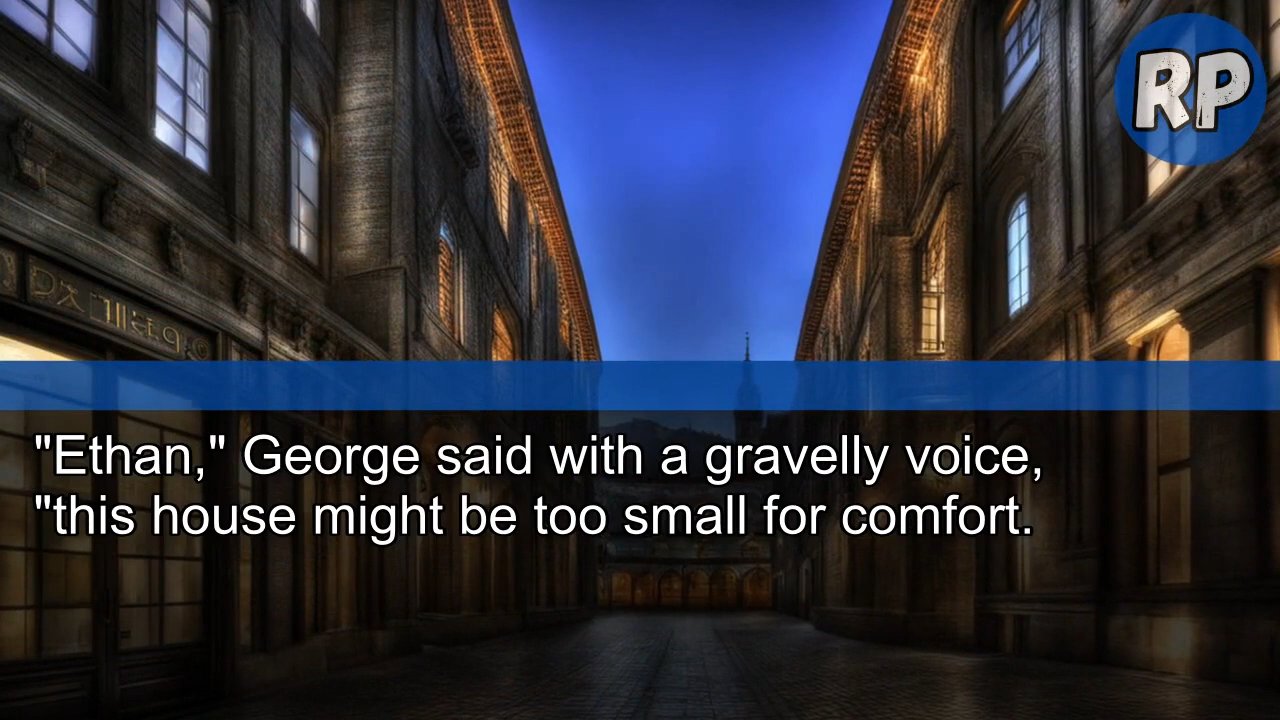 RP
"Ethan," George said with a gravelly voice,
"this house might be too small for comfort.